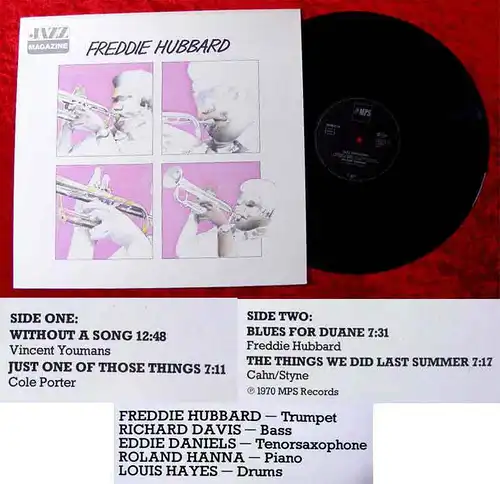 JAZZ
MAGAZINE
FREDDIE HUBBARD
MPS
SIDE ONE:
WITHOUT A SONG 12:48
Vincent Youmans
JUST ONE OF THOSE THINGS 7:11
Cole Porter
SIDE TWO:
BLUES FOR DUANE 7:31
Freddie Hubbard
THE THINGS WE DID LAST SUMMER 7:17
Cahn/Styne
℗ 1970 MPS Records
FREDDIE HUBBARD — Trumpet
RICHARD DAVIS — Bass
EDDIE DANIELS — Tenorsaxophone
ROLAND HANNA — Piano
LOUIS HAYES — Drums